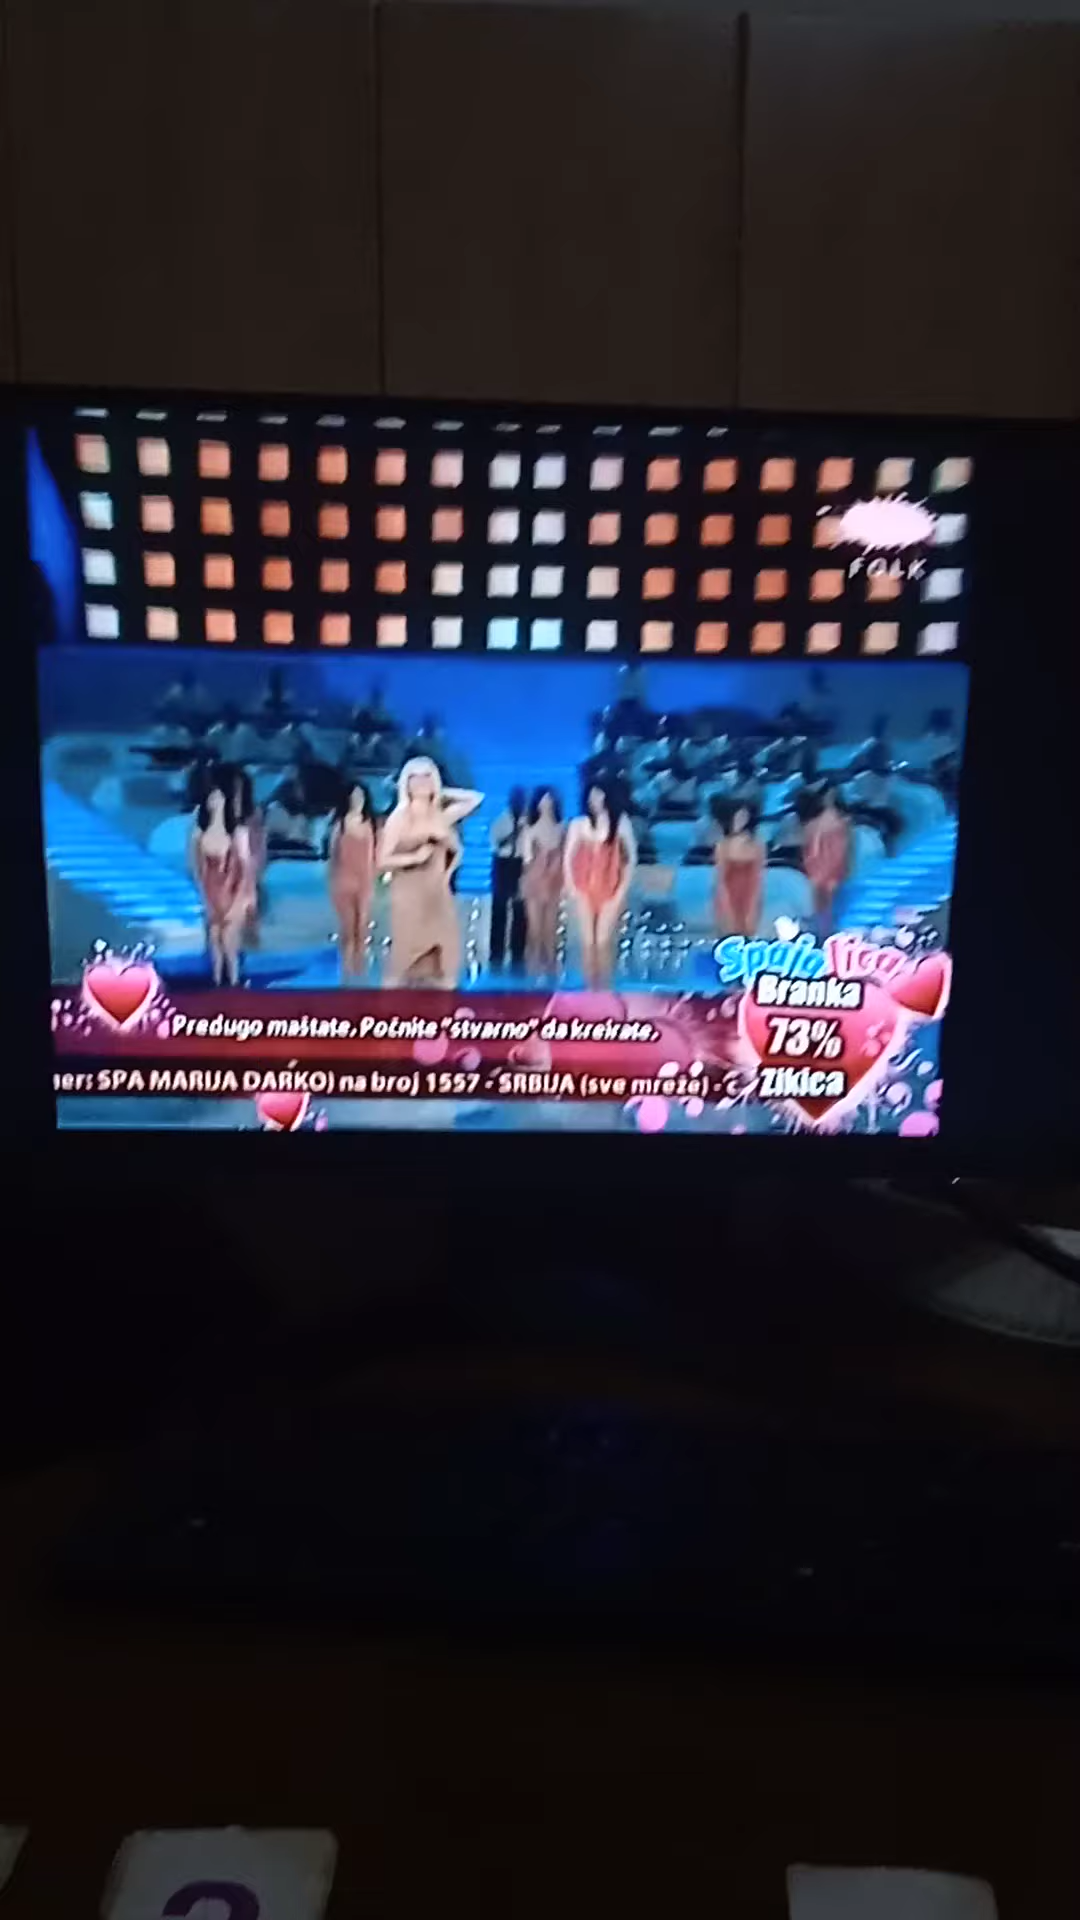 FOLK
Spajalica
Branka
73%
Zikica
Predugo maštate. Počnite "stvarno" da kreirate.
SPA MARIJA DARKO) na broj 1557 - SRBIJA (sve mreže) -